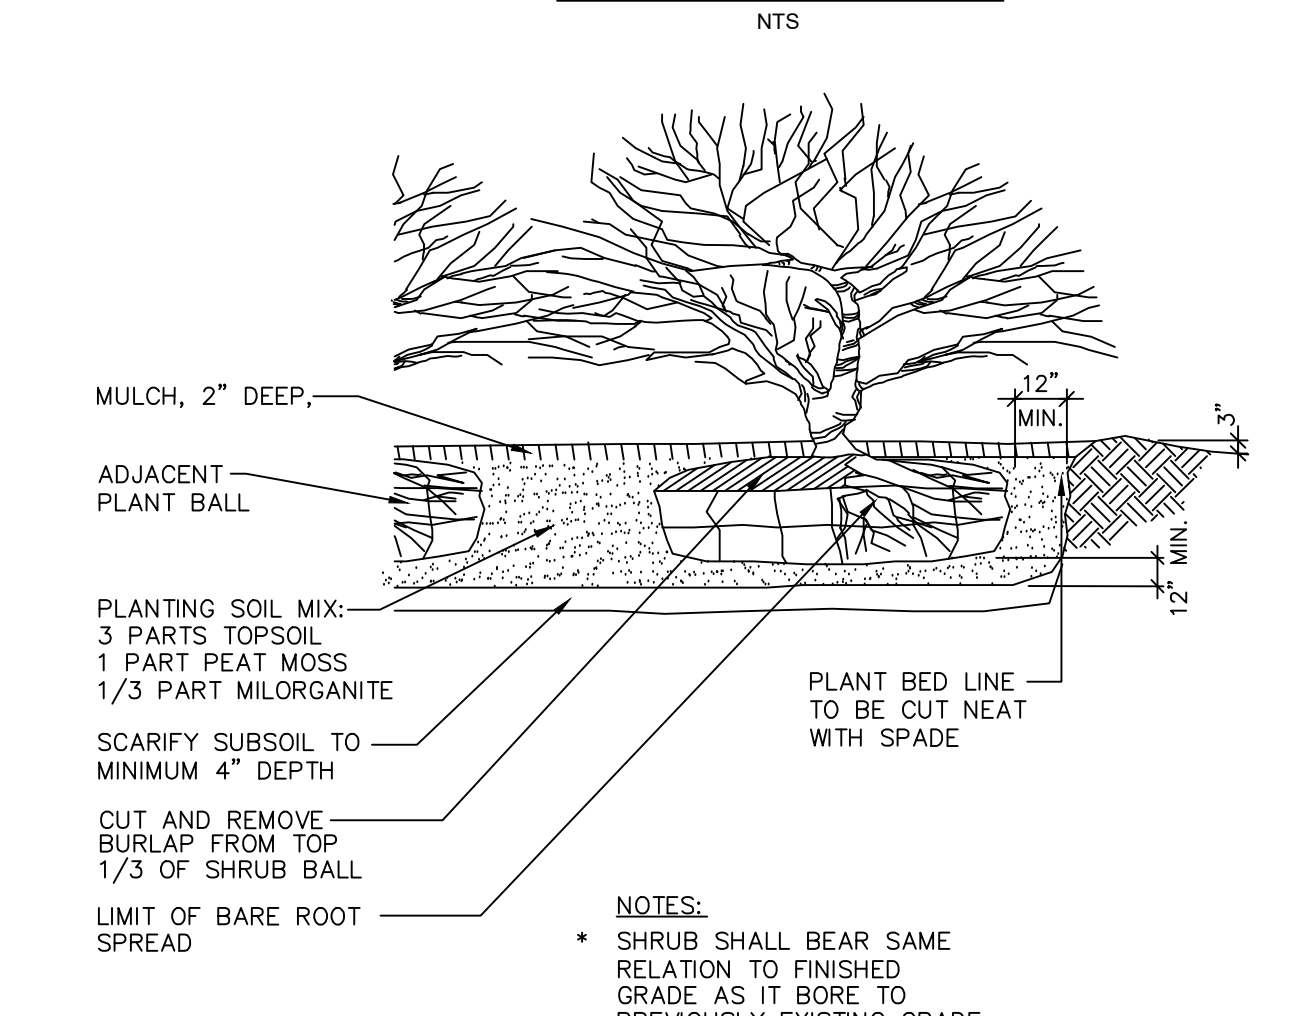 NTS
MULCH, 2" DEEP,
12"
MIN.
3"
ADJACENT
PLANT BALL
12" MIN.
PLANTING SOIL MIX:
3 PARTS TOPSOIL
1 PART PEAT MOSS
1/3 PART MILORGANITE
PLANT BED LINE
TO BE CUT NEAT
WITH SPADE
SCARIFY SUBSOIL TO
MINIMUM 4" DEPTH
CUT AND REMOVE
BURLAP FROM TOP
1/3 OF SHRUB BALL
LIMIT OF BARE ROOT
SPREAD
NOTES:
* SHRUB SHALL BEAR SAME
RELATION TO FINISHED
GRADE AS IT BORE TO
PREVIOUSLY EXISTING GRADE